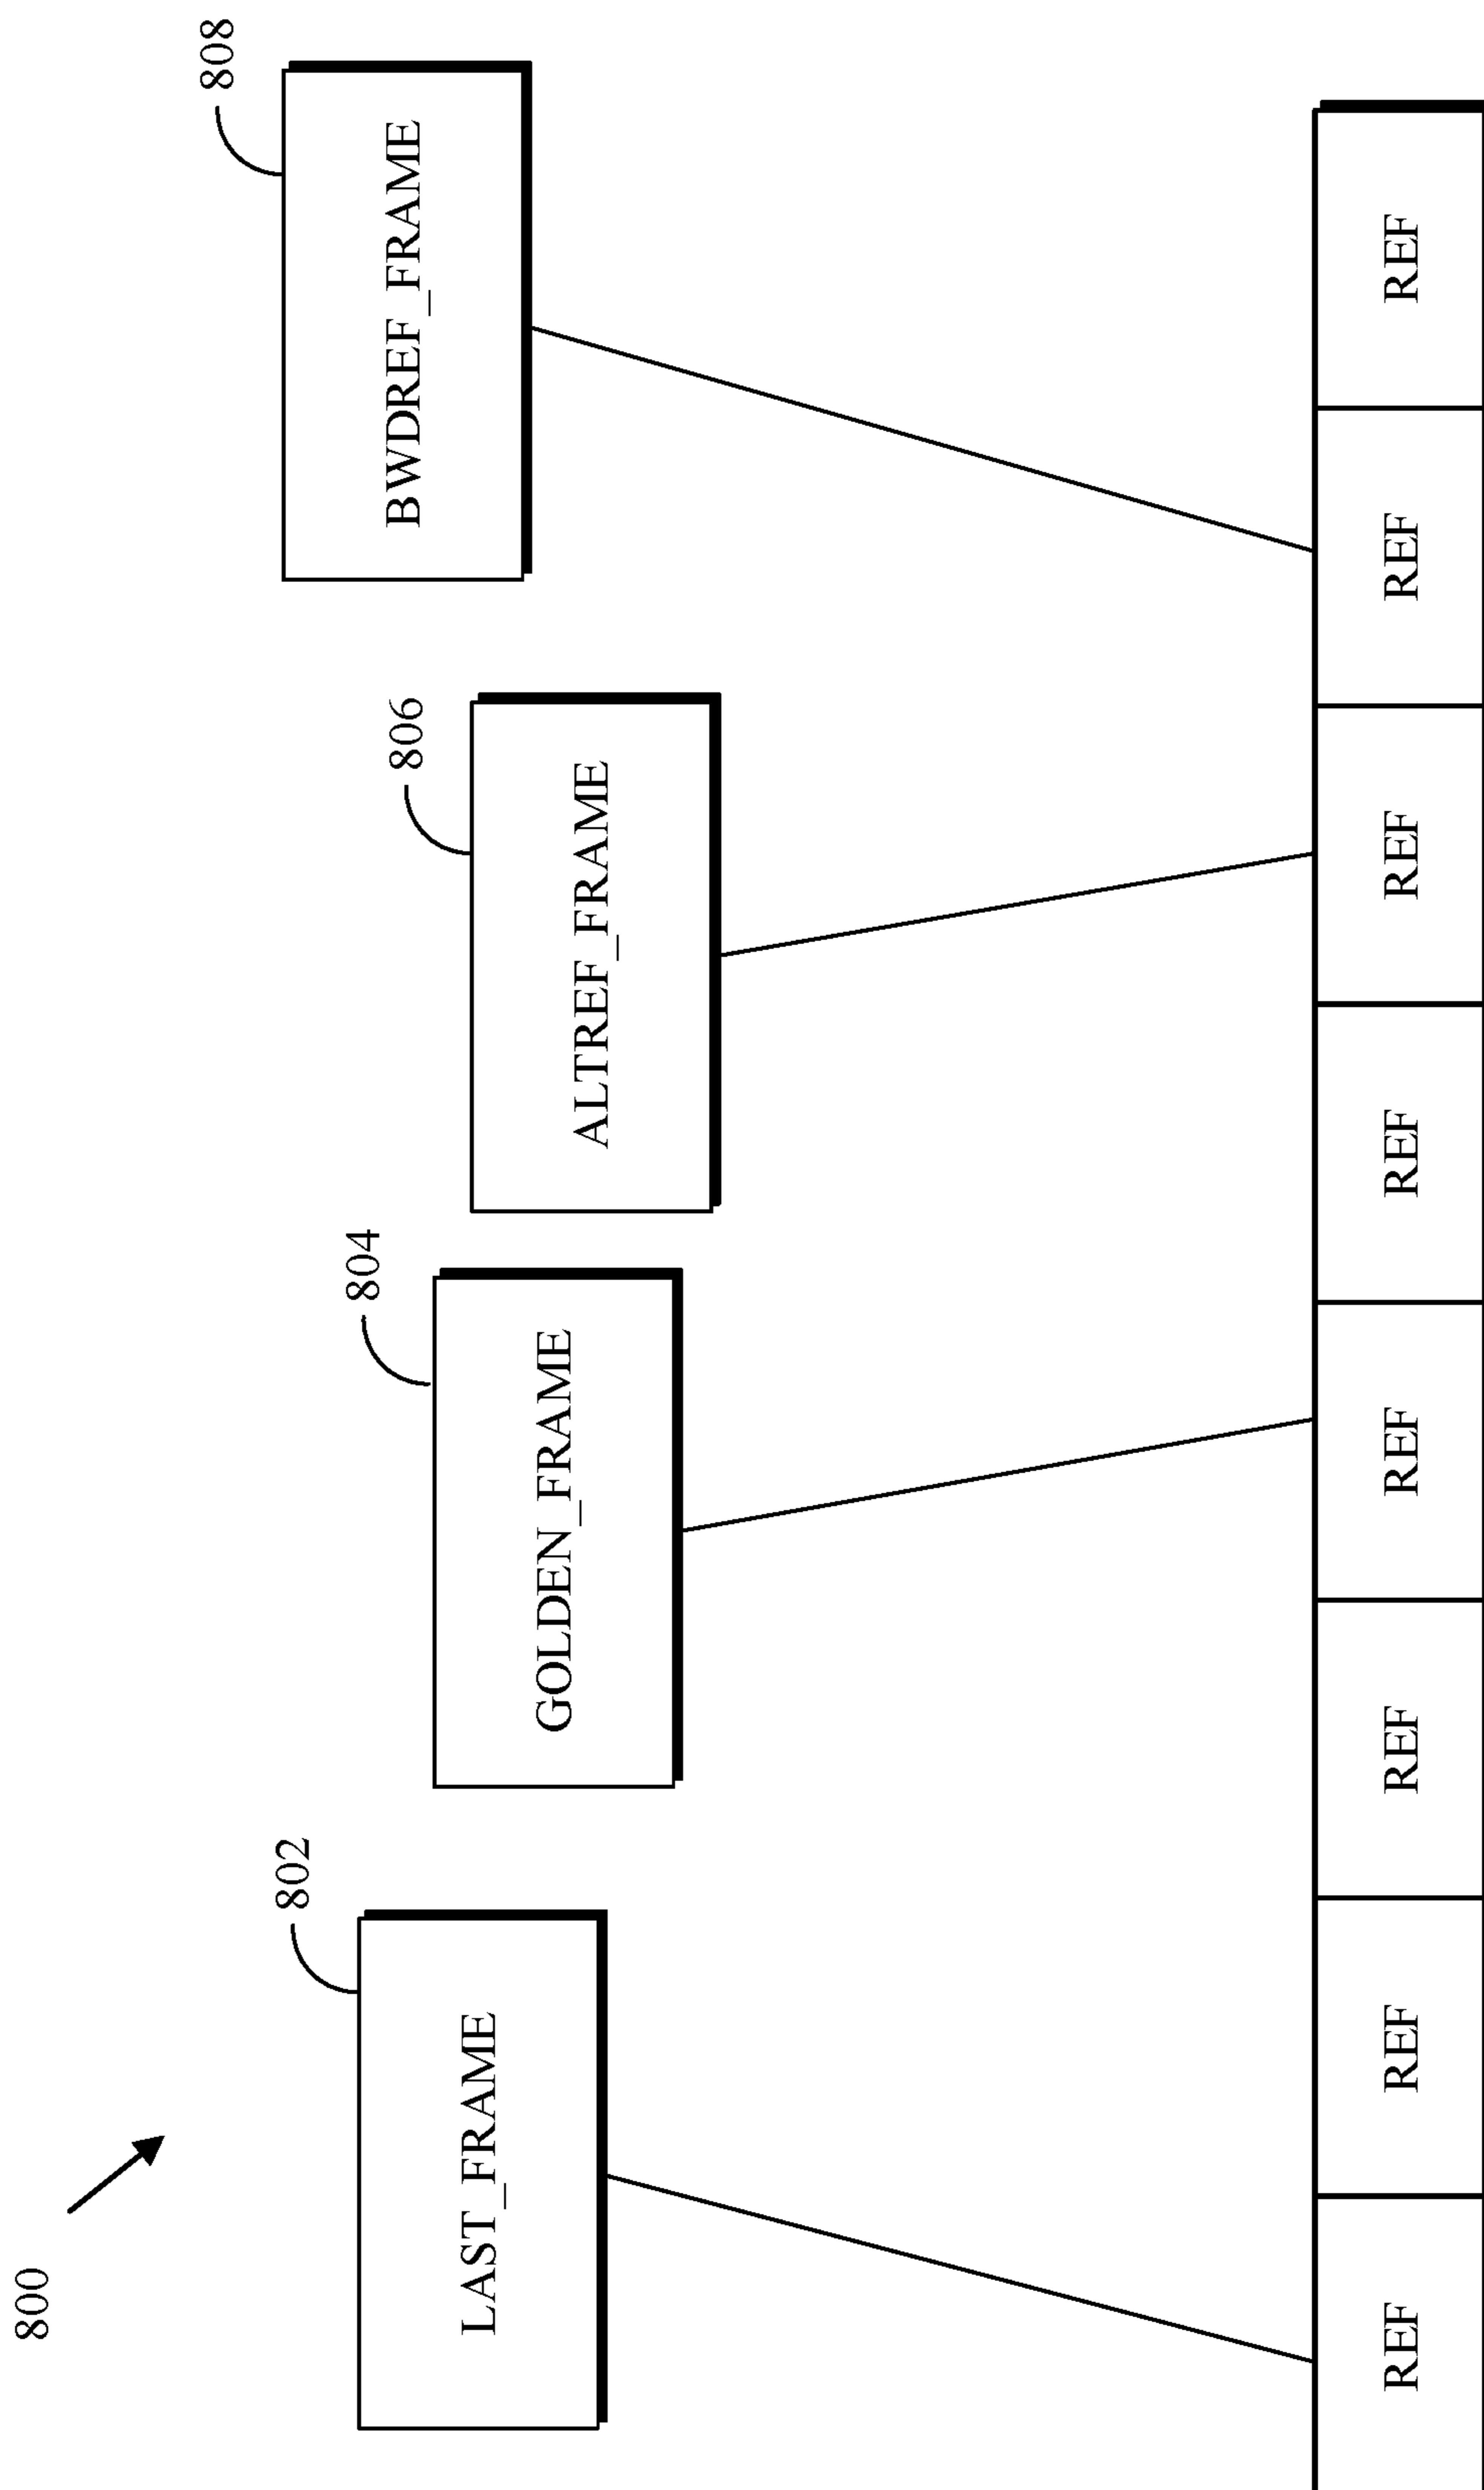 800
802
LAST_FRAME
804
GOLDEN_FRAME
806
ALTREF_FRAME
808
BWDREF_FRAME
REF
REF
REF
REF
REF
REF
REF
REF